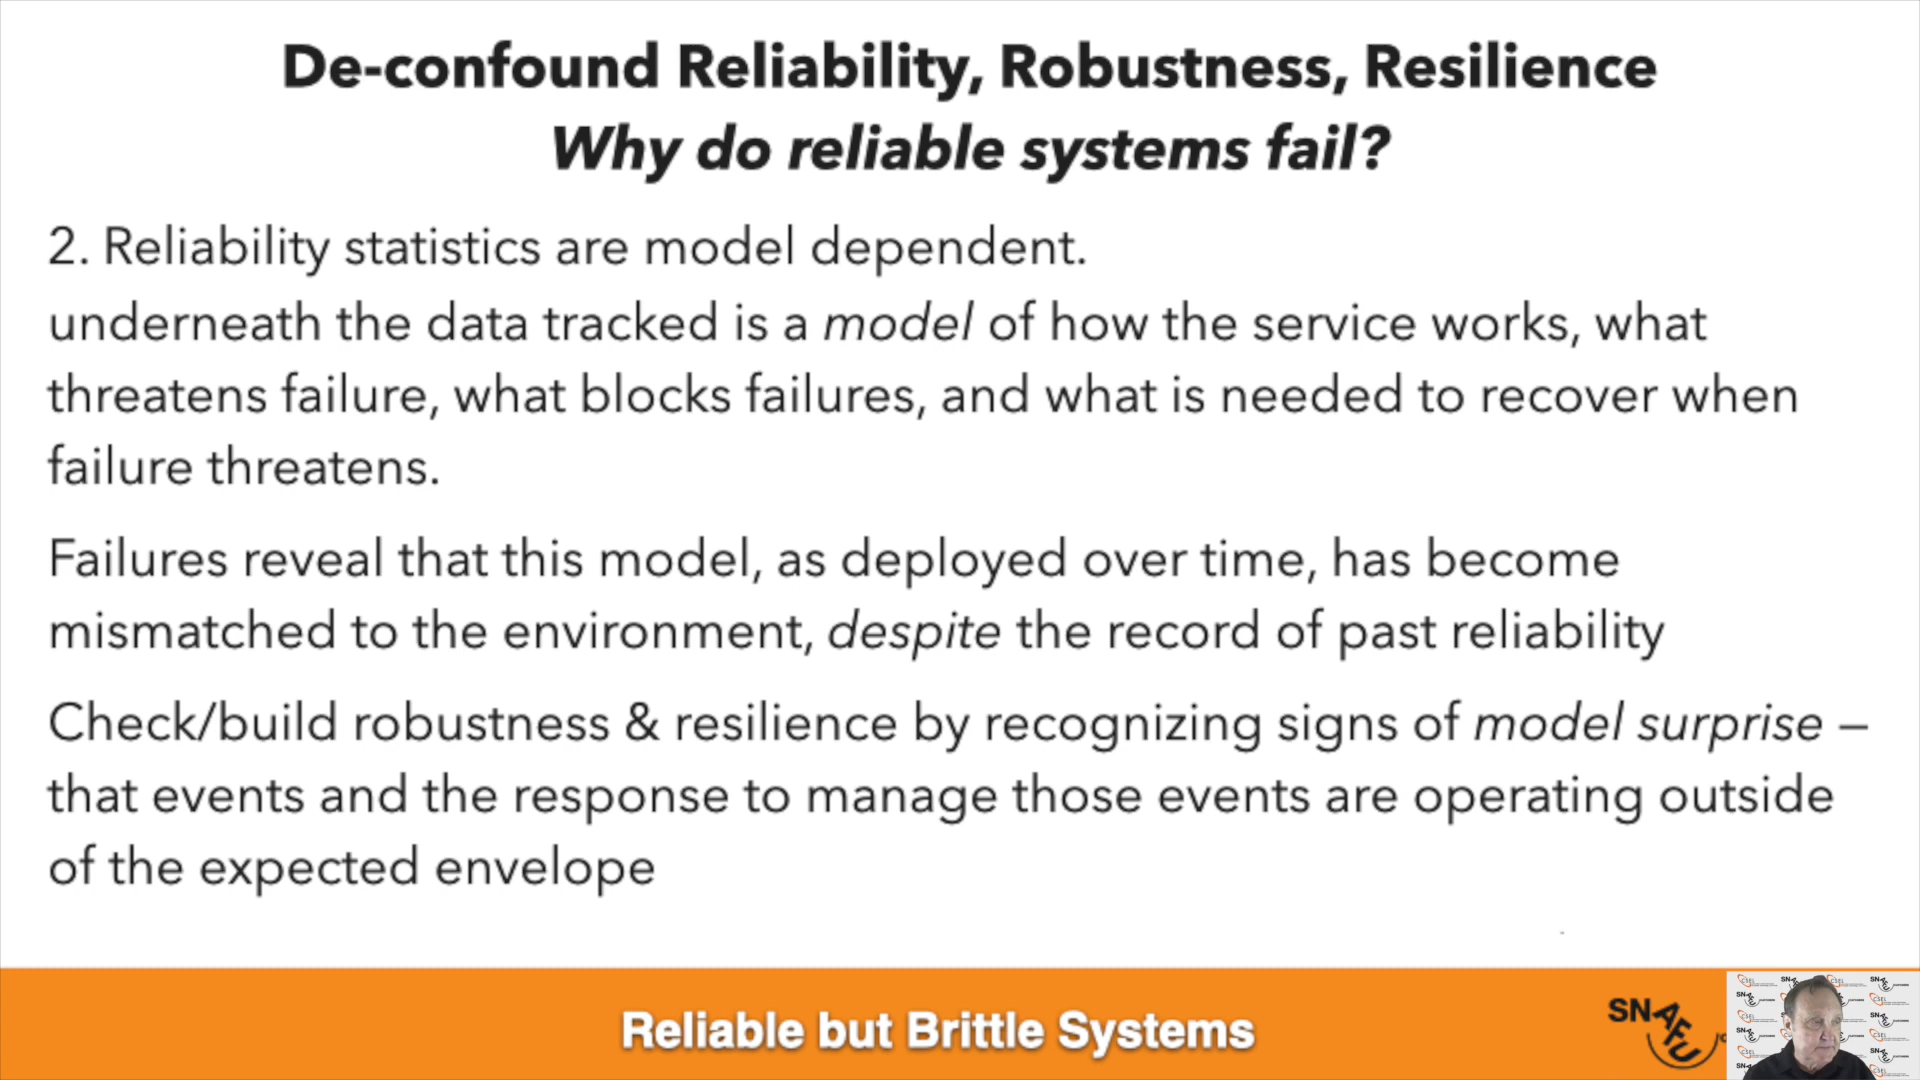 De-confound Reliability, Robustness, Resilience
Why do reliable systems fail?
2. Reliability statistics are model dependent.
underneath the data tracked is a model of how the service works, what
threatens failure, what blocks failures, and what is needed to recover when
failure threatens.
Failures reveal that this model, as deployed over time, has become
mismatched to the environment, despite the record of past reliability
Check/build robustness & resilience by recognizing signs of model surprise –
that events and the response to manage those events are operating outside
of the expected envelope
Reliable but Brittle Systems
SNAFU